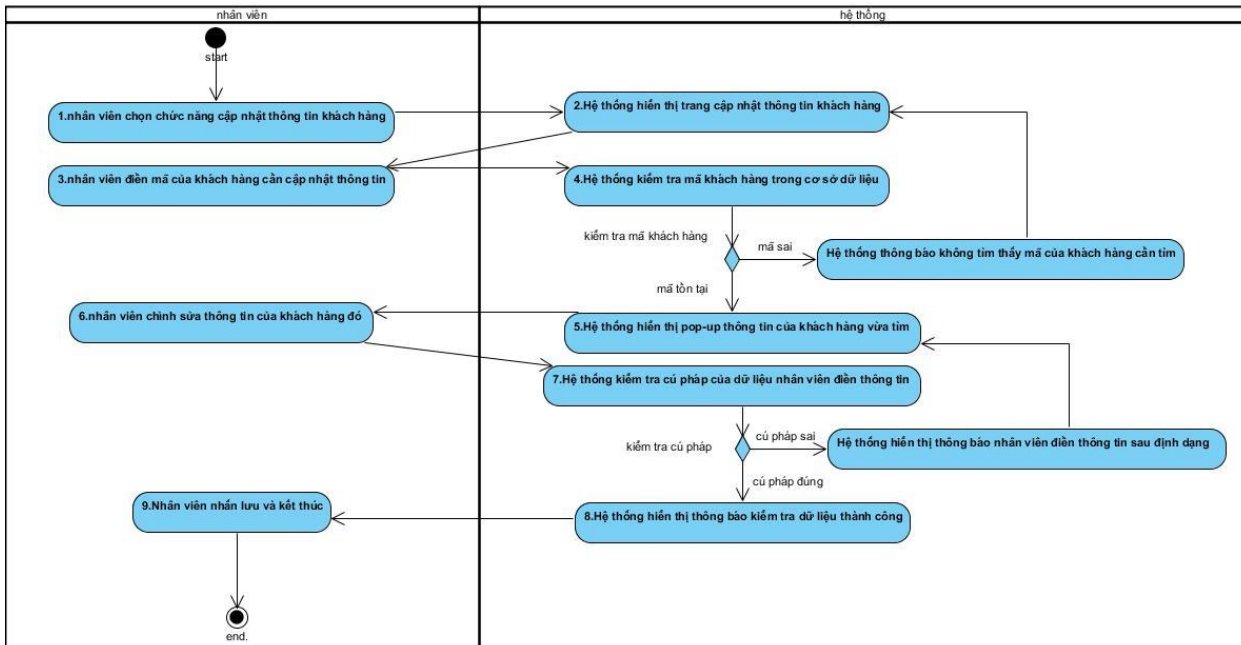 nhân viên
hệ thống
start
1.nhân viên chọn chức năng cập nhật thông tin khách hàng
2.Hệ thống hiển thị trang cập nhật thông tin khách hàng
3.nhân viên điền mã của khách hàng cần cập nhật thông tin
4.Hệ thống kiểm tra mã khách hàng trong cơ sở dữ liệu
kiểm tra mã khách hàng
mã sai
Hệ thống thông báo không tìm thấy mã của khách hàng cần tìm
mã tồn tại
6.nhân viên chỉnh sửa thông tin của khách hàng đó
5.Hệ thống hiển thị pop-up thông tin của khách hàng vừa tìm
7.Hệ thống kiểm tra cú pháp của dữ liệu nhân viên điền thông tin
kiểm tra cú pháp
cú pháp sai
Hệ thống hiển thị thông báo nhân viên điền thông tin sau định dạng
cú pháp đúng
9.Nhân viên nhấn lưu và kết thúc
8.Hệ thống hiển thị thông báo kiểm tra dữ liệu thành công
end.